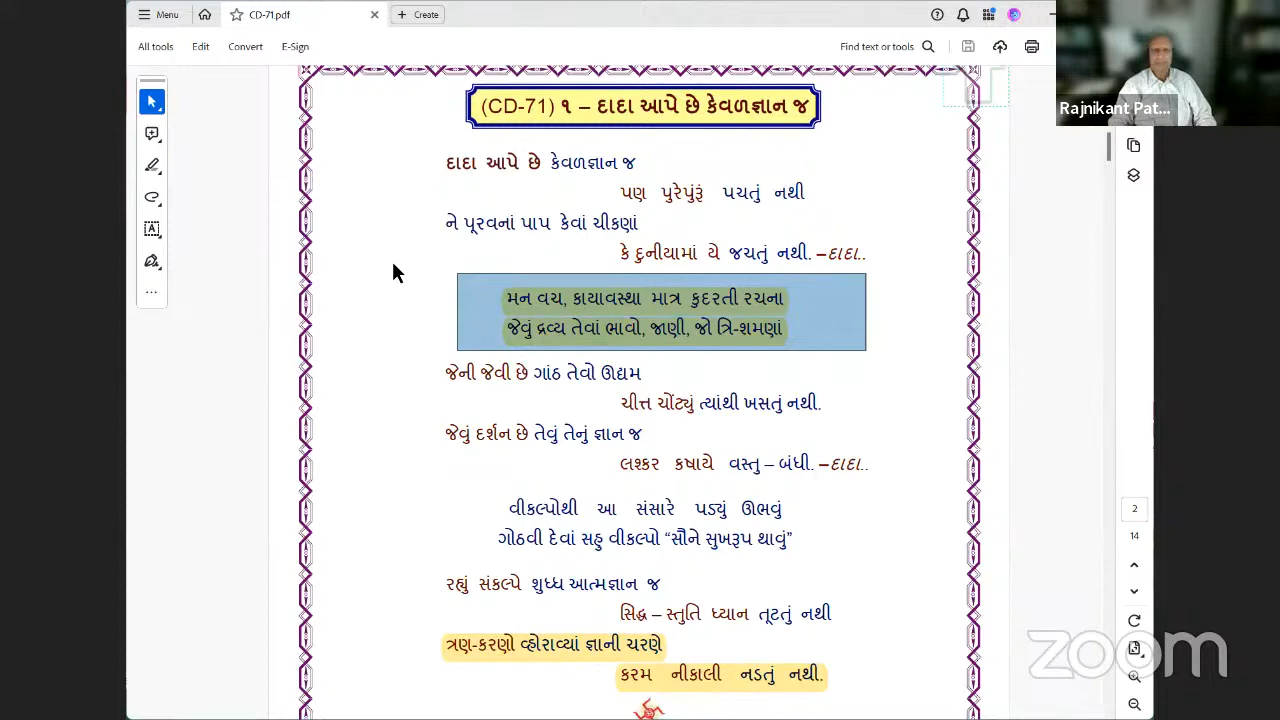 Menu
CD-71.pdf
Create
All tools Edit Convert E-Sign
Find text or tools
(CD-71) ૧ – દાદા આપે છે કેવળજ્ઞાન જ
દાદા આપે છે કેવળજ્ઞાન જ
પણ પુરેપુંરૂં પચતું નથી
ને પૂરવનાં પાપ કેવાં ચીકણાં
કે દુનીયામાં યે જચતું નથી. –દાદા..
મન વચ, કાયાવસ્થા માત્ર કુદરતી રચના
જેવું દ્રવ્ય તેવાં ભાવો, જાણી, જો ત્રિ-શમણાં
જેની જેવી છે ગાંઠ તેવો ઊદ્યમ
ચીત્ત ચોંટ્યું ત્યાંથી ખસતું નથી.
જેવું દર્શન છે તેવું તેનું જ્ઞાન જ
લશ્કર કષાયે વસ્તુ – બંધી. –દાદા..
વીકલ્પોથી આ સંસારે પડ્યું ઊભવું
ગોઠવી દેવાં સહુ વીકલ્પો “સૌને સુખરૂપ થાવું”
રહ્યું સંકલ્પે શુધ્ધ આત્મજ્ઞાન જ
સિદ્ધ – સ્તુતિ ધ્યાન તૂટતું નથી
ત્રણ-કરણો વ્હોરાવ્યાં જ્ઞાની ચરણે
કરમ નીકાલી નડતું નથી.
Rajnikant Pat...
2
14
zoom